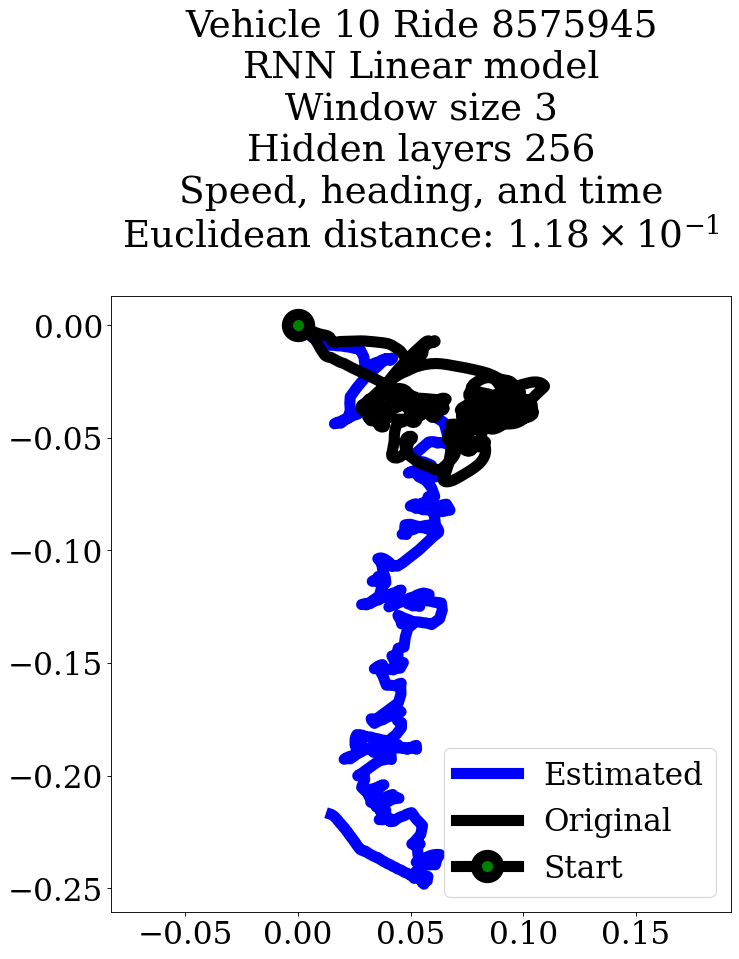 Vehicle 10 Ride 8575945
RNN Linear model
Window size 3
Hidden layers 256
Speed, heading, and time
Euclidean distance: 1.18 × 10⁻¹
0.00
−0.05
−0.10
−0.15
−0.20
−0.25
Estimated
Original
Start
−0.05 0.00 0.05 0.10 0.15